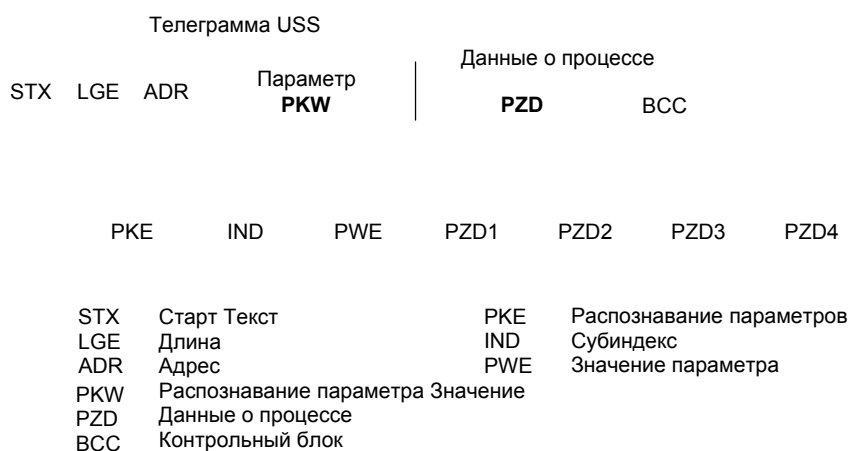 Телеграмма USS
Данные о процессе
STX LGE ADR Параметр
PKW PZD BCC
PKE IND PWE PZD1 PZD2 PZD3 PZD4
STX Старт Текст PKE Распознавание параметров
LGE Длина IND Субиндекс
ADR Адрес PWE Значение параметра
PKW Распознавание параметра Значение
PZD Данные о процессе
BCC Контрольный блок